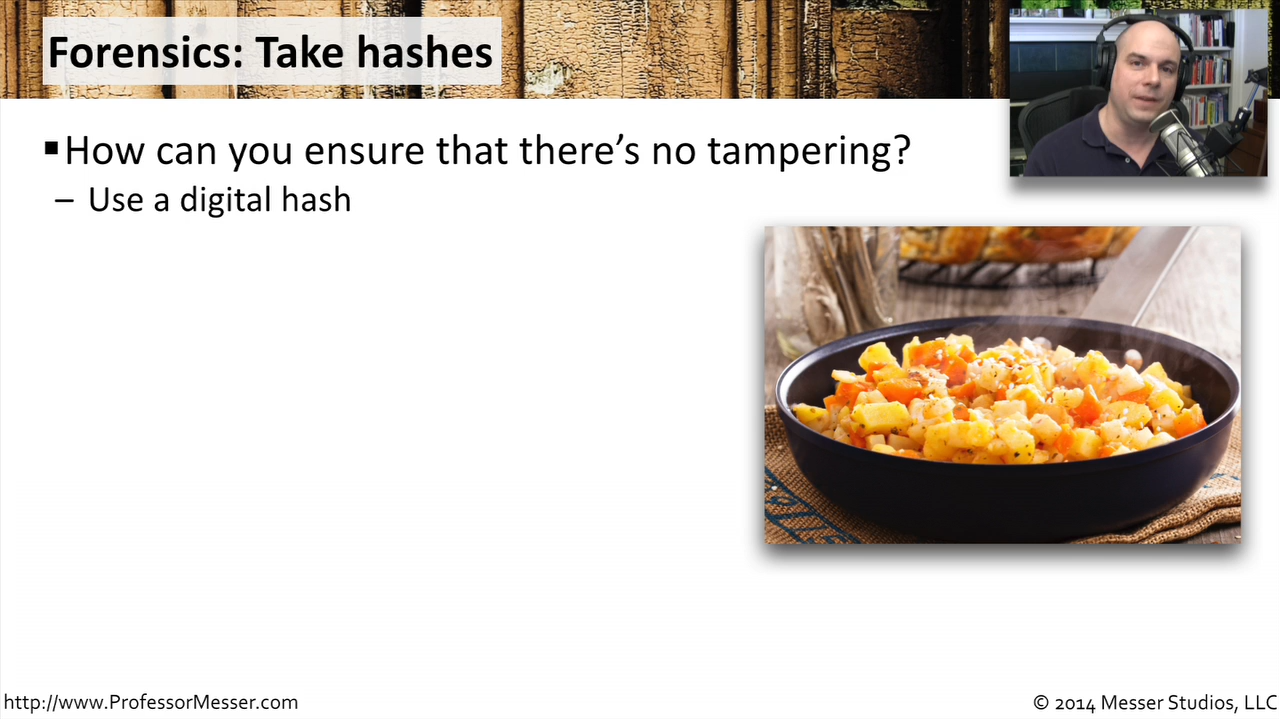 Forensics: Take hashes
▪How can you ensure that there’s no tampering?
– Use a digital hash
http://www.ProfessorMesser.com
© 2014 Messer Studios, LLC